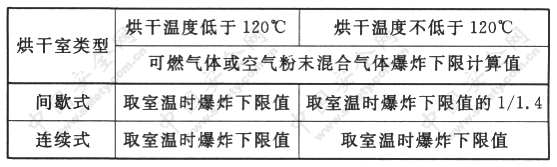 烘干室类型 烘干温度低于120℃ 烘干温度不低于120℃
可燃气体或空气粉末混合气体爆炸下限计算值
间歇式 取室温时爆炸下限值 取室温时爆炸下限值的1/1.4
连续式 取室温时爆炸下限值 取室温时爆炸下限值